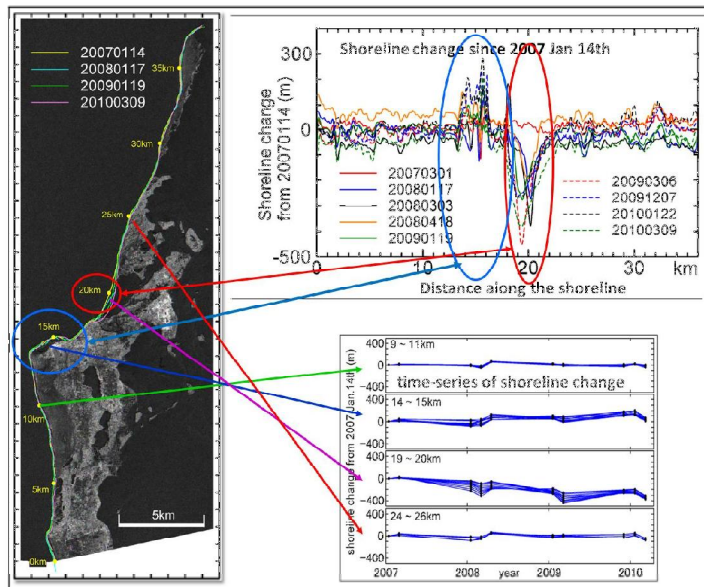 20070114
20080117
20090119
20100309
35km
30km
25km
20km
15km
10km
5km
0km
5km
Shoreline change since 2007 Jan 14th
Shoreline change
from 20070114 (m)
300
0
-500
20070301
20080117
20080303
20080418
20090119
20090306
20091207
20100122
20100309
0
10
20
30
km
Distance along the shoreline
shoreline change from 2007 Jan. 14th (m)
400
0
-400
9 ~ 11km
time-series of shoreline change
400
0
-400
14 ~ 15km
400
0
-400
19 ~ 20km
400
0
-400
24 ~ 26km
2007
2008
year
2009
2010